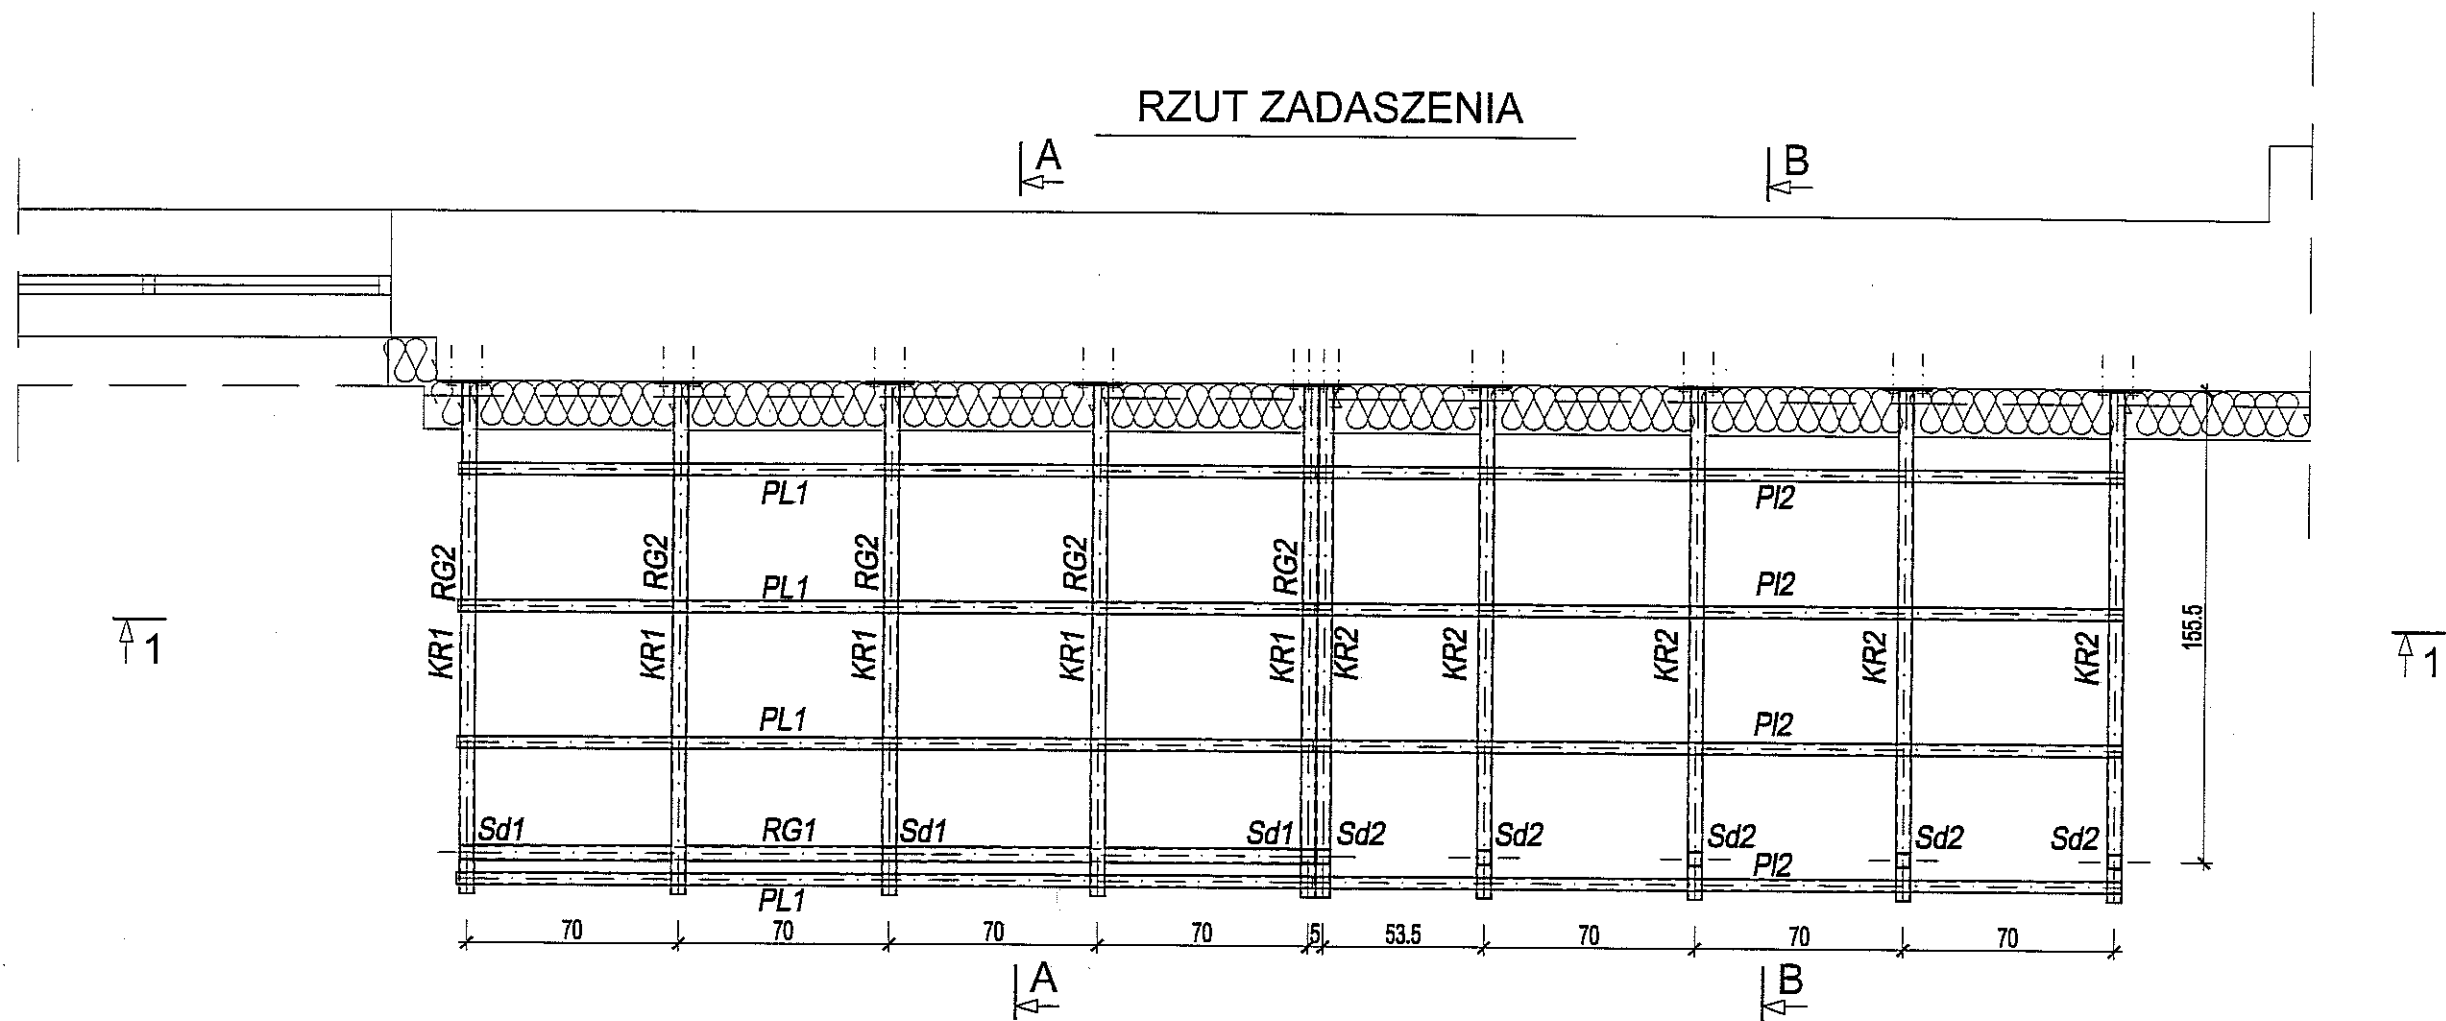 RZUT ZADASZENIA
A B
PL1 Pl2
RG2 RG2 RG2 RG2 RG2
PL1 Pl2
1 KR1 KR1 KR1 KR1 KR1 KR2 KR2 KR2 KR2 KR2 155.5 1
PL1 Pl2
Sd1 RG1 Sd1 Sd1 Sd2 Sd2 Sd2 Sd2 Sd2
Pl2
PL1
70 70 70 70 5 53.5 70 70 70
A B